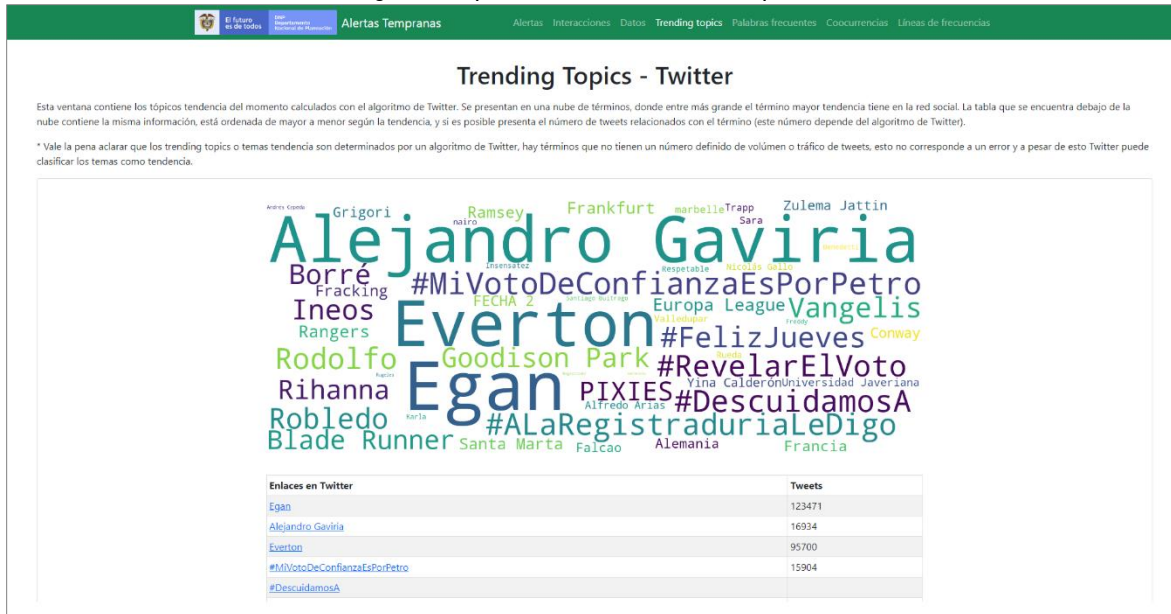 El futuro
es de todos
DNP
Departamento
Nacional de Planeación
Alertas Tempranas
Alertas Interacciones Datos Trending topics Palabras frecuentes Coocurrencias Líneas de frecuencias
Trending Topics - Twitter
Esta ventana contiene los tópicos tendencia del momento calculados con el algoritmo de Twitter. Se presentan en una nube de términos, donde entre más grande el término mayor tendencia tiene en la red social. La tabla que se encuentra debajo de la
nube contiene la misma información, está ordenada de mayor a menor según la tendencia, y si es posible presenta el número de tweets relacionados con el término (este número depende del algoritmo de Twitter).
* Vale la pena aclarar que los trending topics o temas tendencia son determinados por un algoritmo de Twitter, hay términos que no tienen un número definido de volúmen o tráfico de tweets, esto no corresponde a un error y a pesar de esto Twitter puede
clasificar los temas como tendencia.
Andres Cepeda
Grigori
nairo
Ramsey
Frankfurt
marbelle
Trapp
Sara
Zulema Jattin
Alejandro Gaviria
Borré
Insensatez
Respetable
Nicolás Gallo
Fracking
#MiVotoDeConfianzaEsPorPetro
Ineos
FECHA 2
Santiago Buitrago
Europa League
Vangelis
Rangers
Everton
Valledupar
Freddy
#FelizJueves
Conway
Rodolfo
Goodison Park
Rueda
#RevelarElVoto
Rihanna
Egan
PIXIES
Yina Calderón
Universidad Javeriana
Alfredo Arias
#DescuidamosA
Robledo
Karla
#ALaRegistraduriaLeDigo
Blade Runner
Santa Marta
Falcao
Alemania
Francia
Enlaces en Twitter Tweets
Egan 123471
Alejandro Gaviria 16934
Everton 95700
#MiVotoDeConfianzaEsPorPetro 15904
#DescuidamosA